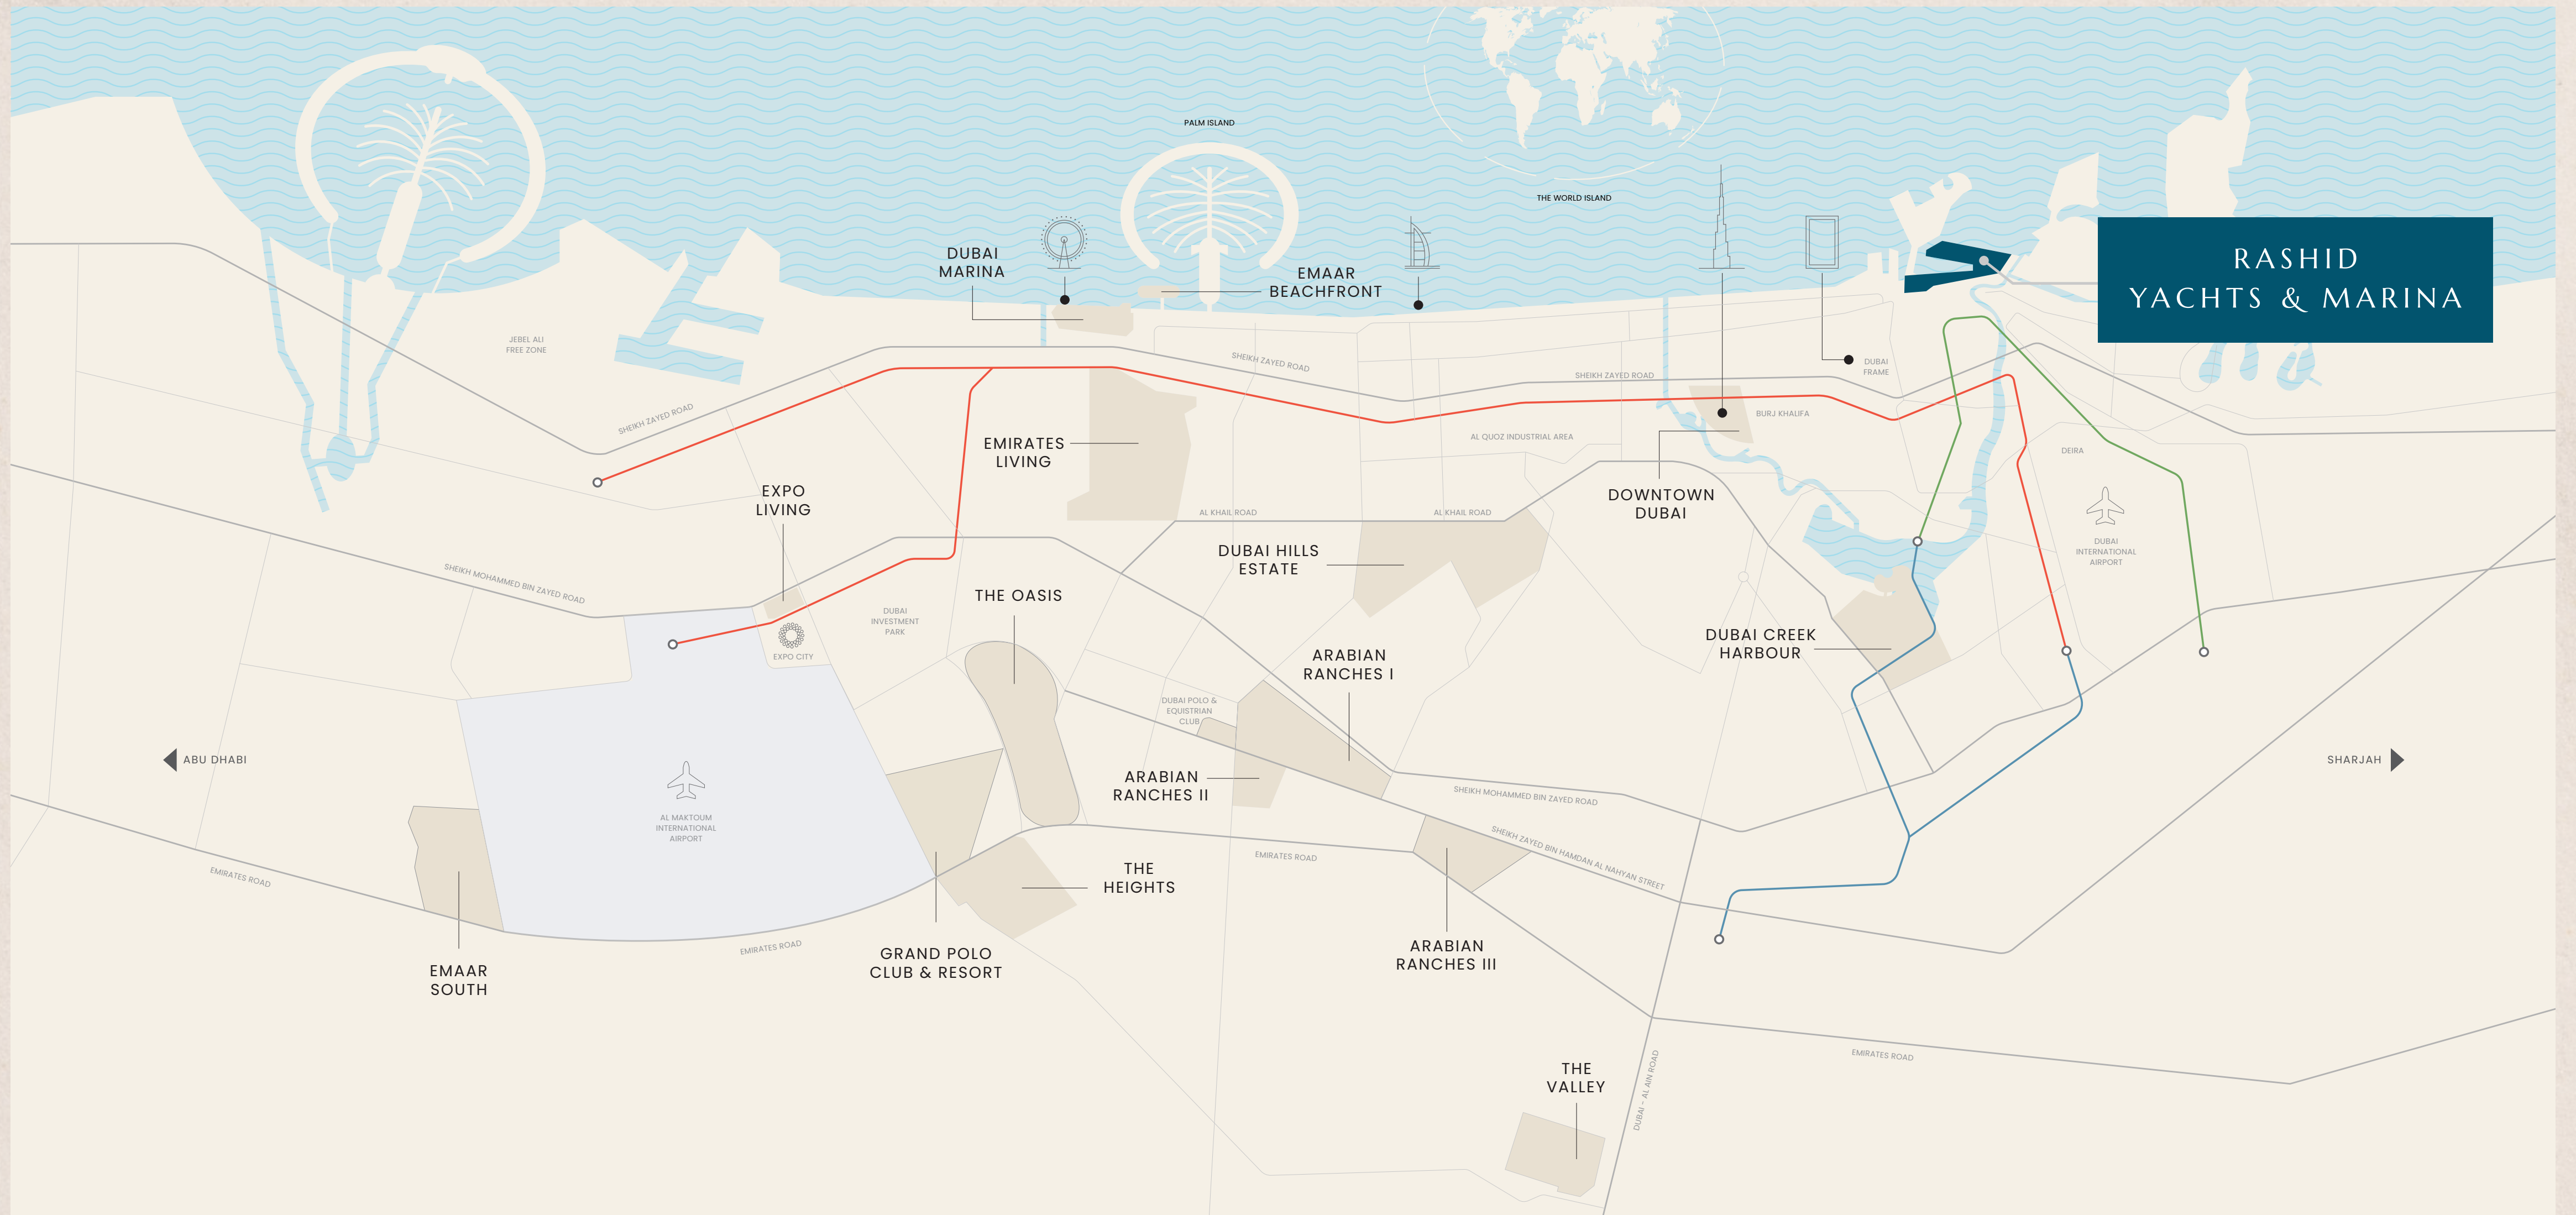 PALM ISLAND
THE WORLD ISLAND
DUBAI
MARINA
EMAAR
BEACHFRONT
RASHID
YACHTS & MARINA
JEBEL ALI
FREE ZONE
SHEIKH ZAYED ROAD
SHEIKH ZAYED ROAD
SHEIKH ZAYED ROAD
DUBAI
FRAME
BURJ KHALIFA
EMIRATES
LIVING
AL QUOZ INDUSTRIAL AREA
DEIRA
EXPO
LIVING
DOWNTOWN
DUBAI
AL KHAIL ROAD
AL KHAIL ROAD
DUBAI HILLS
ESTATE
DUBAI
INTERNATIONAL
AIRPORT
SHEIKH MOHAMMED BIN ZAYED ROAD
THE OASIS
DUBAI
INVESTMENT
PARK
EXPO CITY
DUBAI CREEK
HARBOUR
ARABIAN
RANCHES I
DUBAI POLO &
EQUISTRIAN
CLUB
ABU DHABI
SHARJAH
ARABIAN
RANCHES II
SHEIKH MOHAMMED BIN ZAYED ROAD
AL MAKTOUM
INTERNATIONAL
AIRPORT
SHEIKH ZAYED BIN HAMDAN AL NAHYAN STREET
EMIRATES ROAD
EMIRATES ROAD
THE
HEIGHTS
EMIRATES ROAD
GRAND POLO
CLUB & RESORT
ARABIAN
RANCHES III
EMAAR
SOUTH
EMIRATES ROAD
THE
VALLEY
DUBAI - AL AIN ROAD